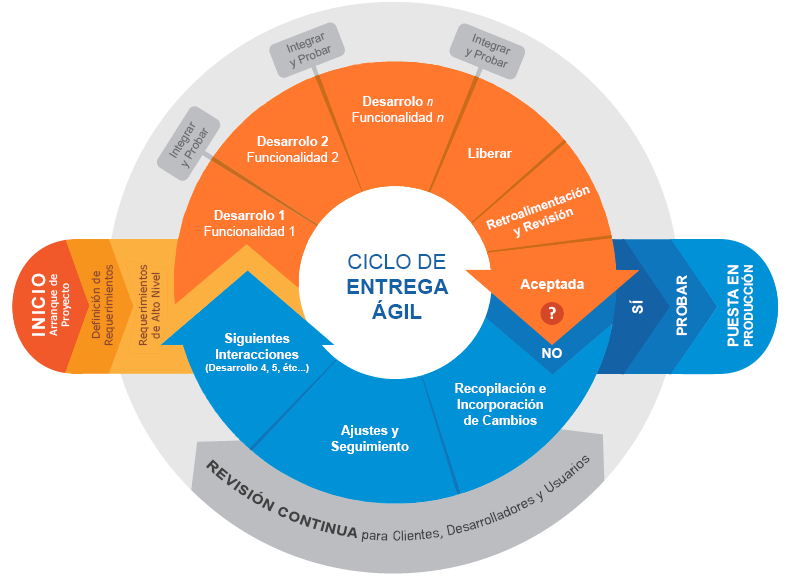 INICIO
Arranque de
Proyecto
Definición de
Requerimientos
Requerimientos
de Alto Nivel
Desarrolo 1
Funcionalidad 1
Integrar
y Probar
Desarrolo 2
Funcionalidad 2
Integrar
y Probar
Desarrolo n
Funcionalidad n
Integrar
y Probar
Liberar
Retroalimentación
y Revisión
Aceptada
?
SÍ
PROBAR
PUESTA EN
PRODUCCIÓN
NO
Recopilación e
Incorporación
de Cambios
Ajustes y
Seguimiento
Siguientes
Interacciones
(Desarrollo 4, 5, étc...)
CICLO DE
ENTREGA
ÁGIL
REVISIÓN CONTINUA para Clientes, Desarrolladores y Usuarios